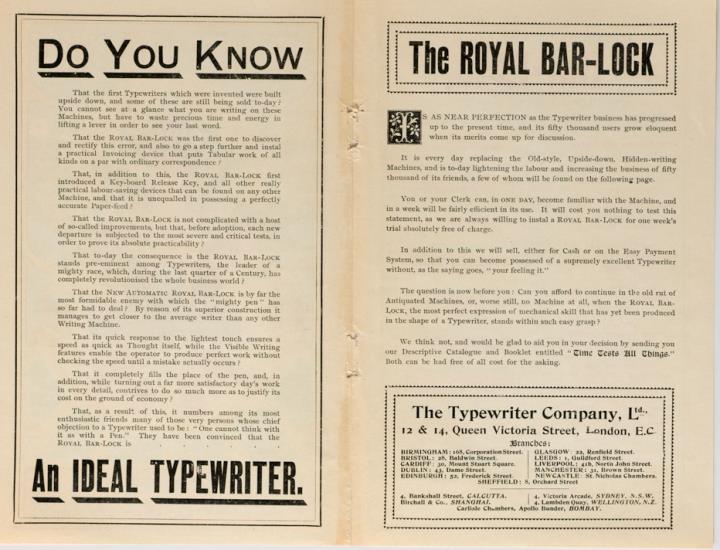 Do You Know
That the first Typewriters which were invented were built
upside down, and some of these are still being sold to-day?
You cannot see at a glance what you are writing on these
Machines, but have to waste precious time and energy in
lifting a lever in order to see your last word.
That the Royal Bar-Lock was the first one to discover
and rectify this error, and also to go a step further and instal
a practical Invoicing device that puts Tabular work of all
kinds on a par with ordinary correspondence?
That, in addition to this, the Royal Bar-Lock first
introduced a Key-board Release Key, and all other really
practical labour-saving devices that can be found on any other
Machine, and that it is unequalled in possessing a perfectly
accurate Paper-feed?
That the Royal Bar-Lock is not complicated with a host
of so-called improvements, but that, before adoption, each new
departure is subjected to the most severe and critical tests, in
order to prove its absolute practicability?
That to-day the consequence is the Royal Bar-Lock
stands pre-eminent among Typewriters, the leader of a
mighty race, which, during the last quarter of a Century, has
completely revolutionised the whole business world?
That the New Automatic Royal Bar-Lock is by far the
most formidable enemy with which the "mighty pen" has
so far had to deal? By reason of its superior construction it
manages to get closer to the average writer than any other
Writing Machine.
That its quick response to the lightest touch ensures a
speed as quick as Thought itself, while the Visible Writing
features enable the operator to produce perfect work without
checking the speed until a mistake actually occurs?
That it completely fills the place of the pen, and, in
addition, while turning out a far more satisfactory day's work
in every detail, contrives to do so much more as to justify its
cost on the ground of economy?
That, as a result of this, it numbers among its most
enthusiastic friends many of those very persons whose chief
objection to a Typewriter used to be: "One cannot think with
it as with a Pen." They have been convinced that the
Royal Bar-Lock is . . . . . .
An IDEAL TYPEWRITER.
The ROYAL BAR-LOCK
IS AS NEAR PERFECTION as the Typewriter business has progressed
up to the present time, and its fifty thousand users grow eloquent
when its merits come up for discussion.
It is every day replacing the Old-style, Upside-down, Hidden-writing
Machines, and is to-day lightening the labour and increasing the business of fifty
thousand of its friends, a few of whom will be found on the following page.
You or your Clerk can, in ONE DAY, become familiar with the Machine, and
in a week will be fairly efficient in its use. It will cost you nothing to test this
statement, as we are always willing to instal a Royal Bar-Lock for one week's
trial absolutely free of charge.
In addition to this we will sell, either for Cash or on the Easy Payment
System, so that you can become possessed of a supremely excellent Typewriter
without, as the saying goes, "your feeling it."
The question is now before you: Can you afford to continue in the old rut of
Antiquated Machines, or, worse still, no Machine at all, when the Royal Bar-
Lock, the most perfect expression of mechanical skill that has yet been produced
in the shape of a Typewriter, stands within such easy grasp?
We think not, and would be glad to aid you in your decision by sending you
our Descriptive Catalogue and Booklet entitled "Time Tests All Things."
Both can be had free of all cost for the asking.
The Typewriter Company, Ltd.,
12 & 14, Queen Victoria Street, London, E.C.
Branches:
BIRMINGHAM: 168, Corporation Street.
BRISTOL: 28, Baldwin Street.
CARDIFF: 30, Mount Stuart Square.
DUBLIN: 43, Dame Street.
EDINBURGH: 52, Frederick Street.
GLASGOW: 22, Renfield Street.
LEEDS: 1, Guildford Street.
LIVERPOOL: 41b, North John Street.
MANCHESTER: 31, Brown Street.
NEWCASTLE: St. Nicholas Chambers.
SHEFFIELD: 8, Orchard Street
4, Bankshall Street, CALCUTTA.
Birchall & Co., SHANGHAI.
4, Victoria Arcade, SYDNEY, N.S.W.
4, Lambden Quay, WELLINGTON, N.Z.
Carlisle Chambers, Apollo Bunder, BOMBAY.